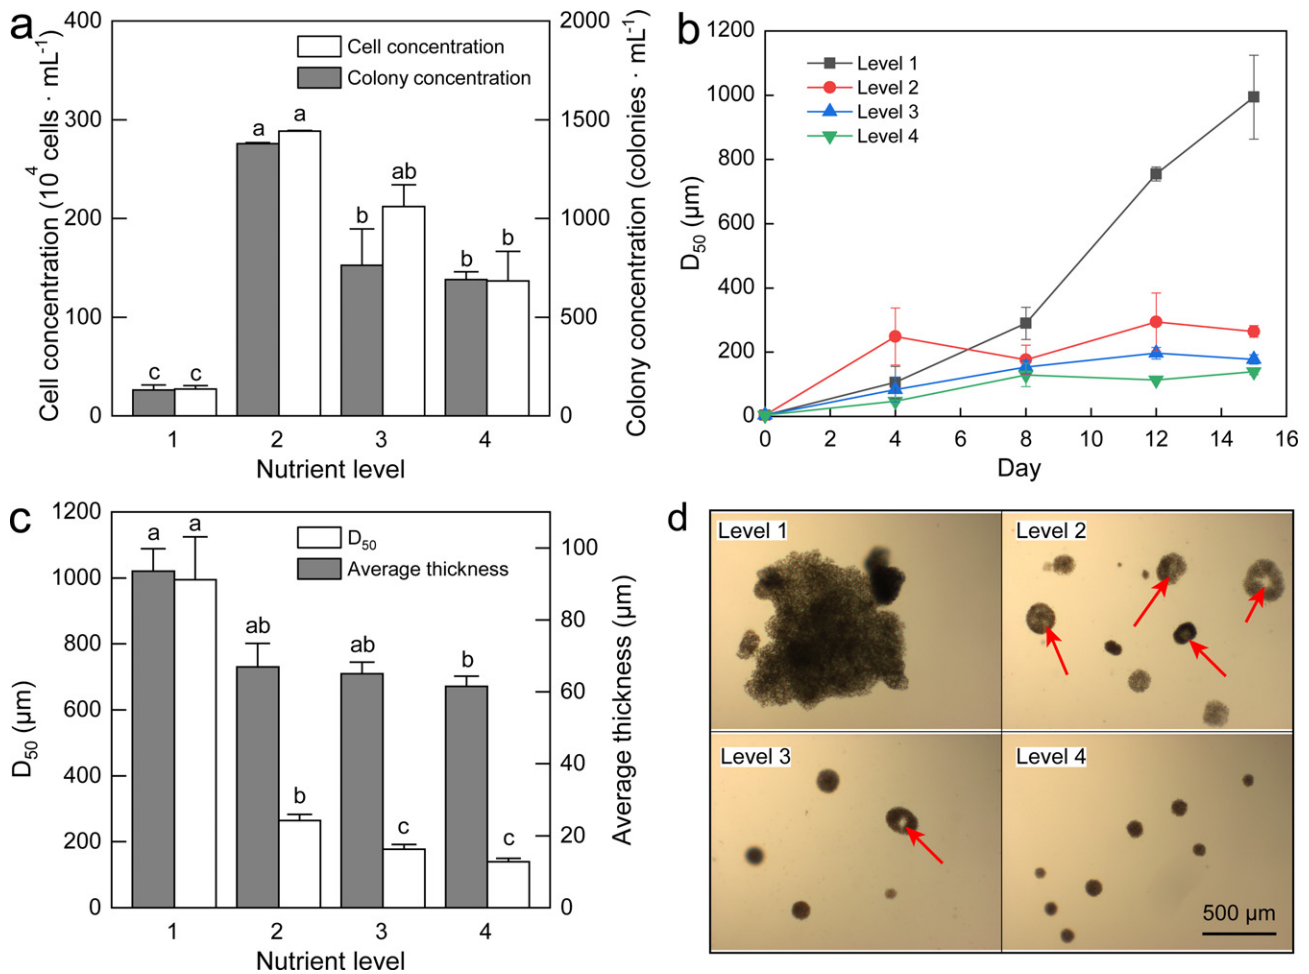 a
Cell concentration (10⁴ cells · mL⁻¹)
400
300
200
100
0
Cell concentration
Colony concentration
c
c
a
a
b
ab
b
b
1
2
3
4
Nutrient level
2000
1500
1000
500
0
Colony concentration (colonies · mL⁻¹)
b
D₅₀ (μm)
1200
1000
800
600
400
200
0
Level 1
Level 2
Level 3
Level 4
0
2
4
6
8
10
12
14
16
Day
c
D₅₀ (μm)
1200
1000
800
600
400
200
0
D₅₀
Average thickness
a
a
ab
b
ab
c
b
c
1
2
3
4
Nutrient level
100
80
60
40
20
0
Average thickness (μm)
d
Level 1
Level 2
Level 3
Level 4
500 μm